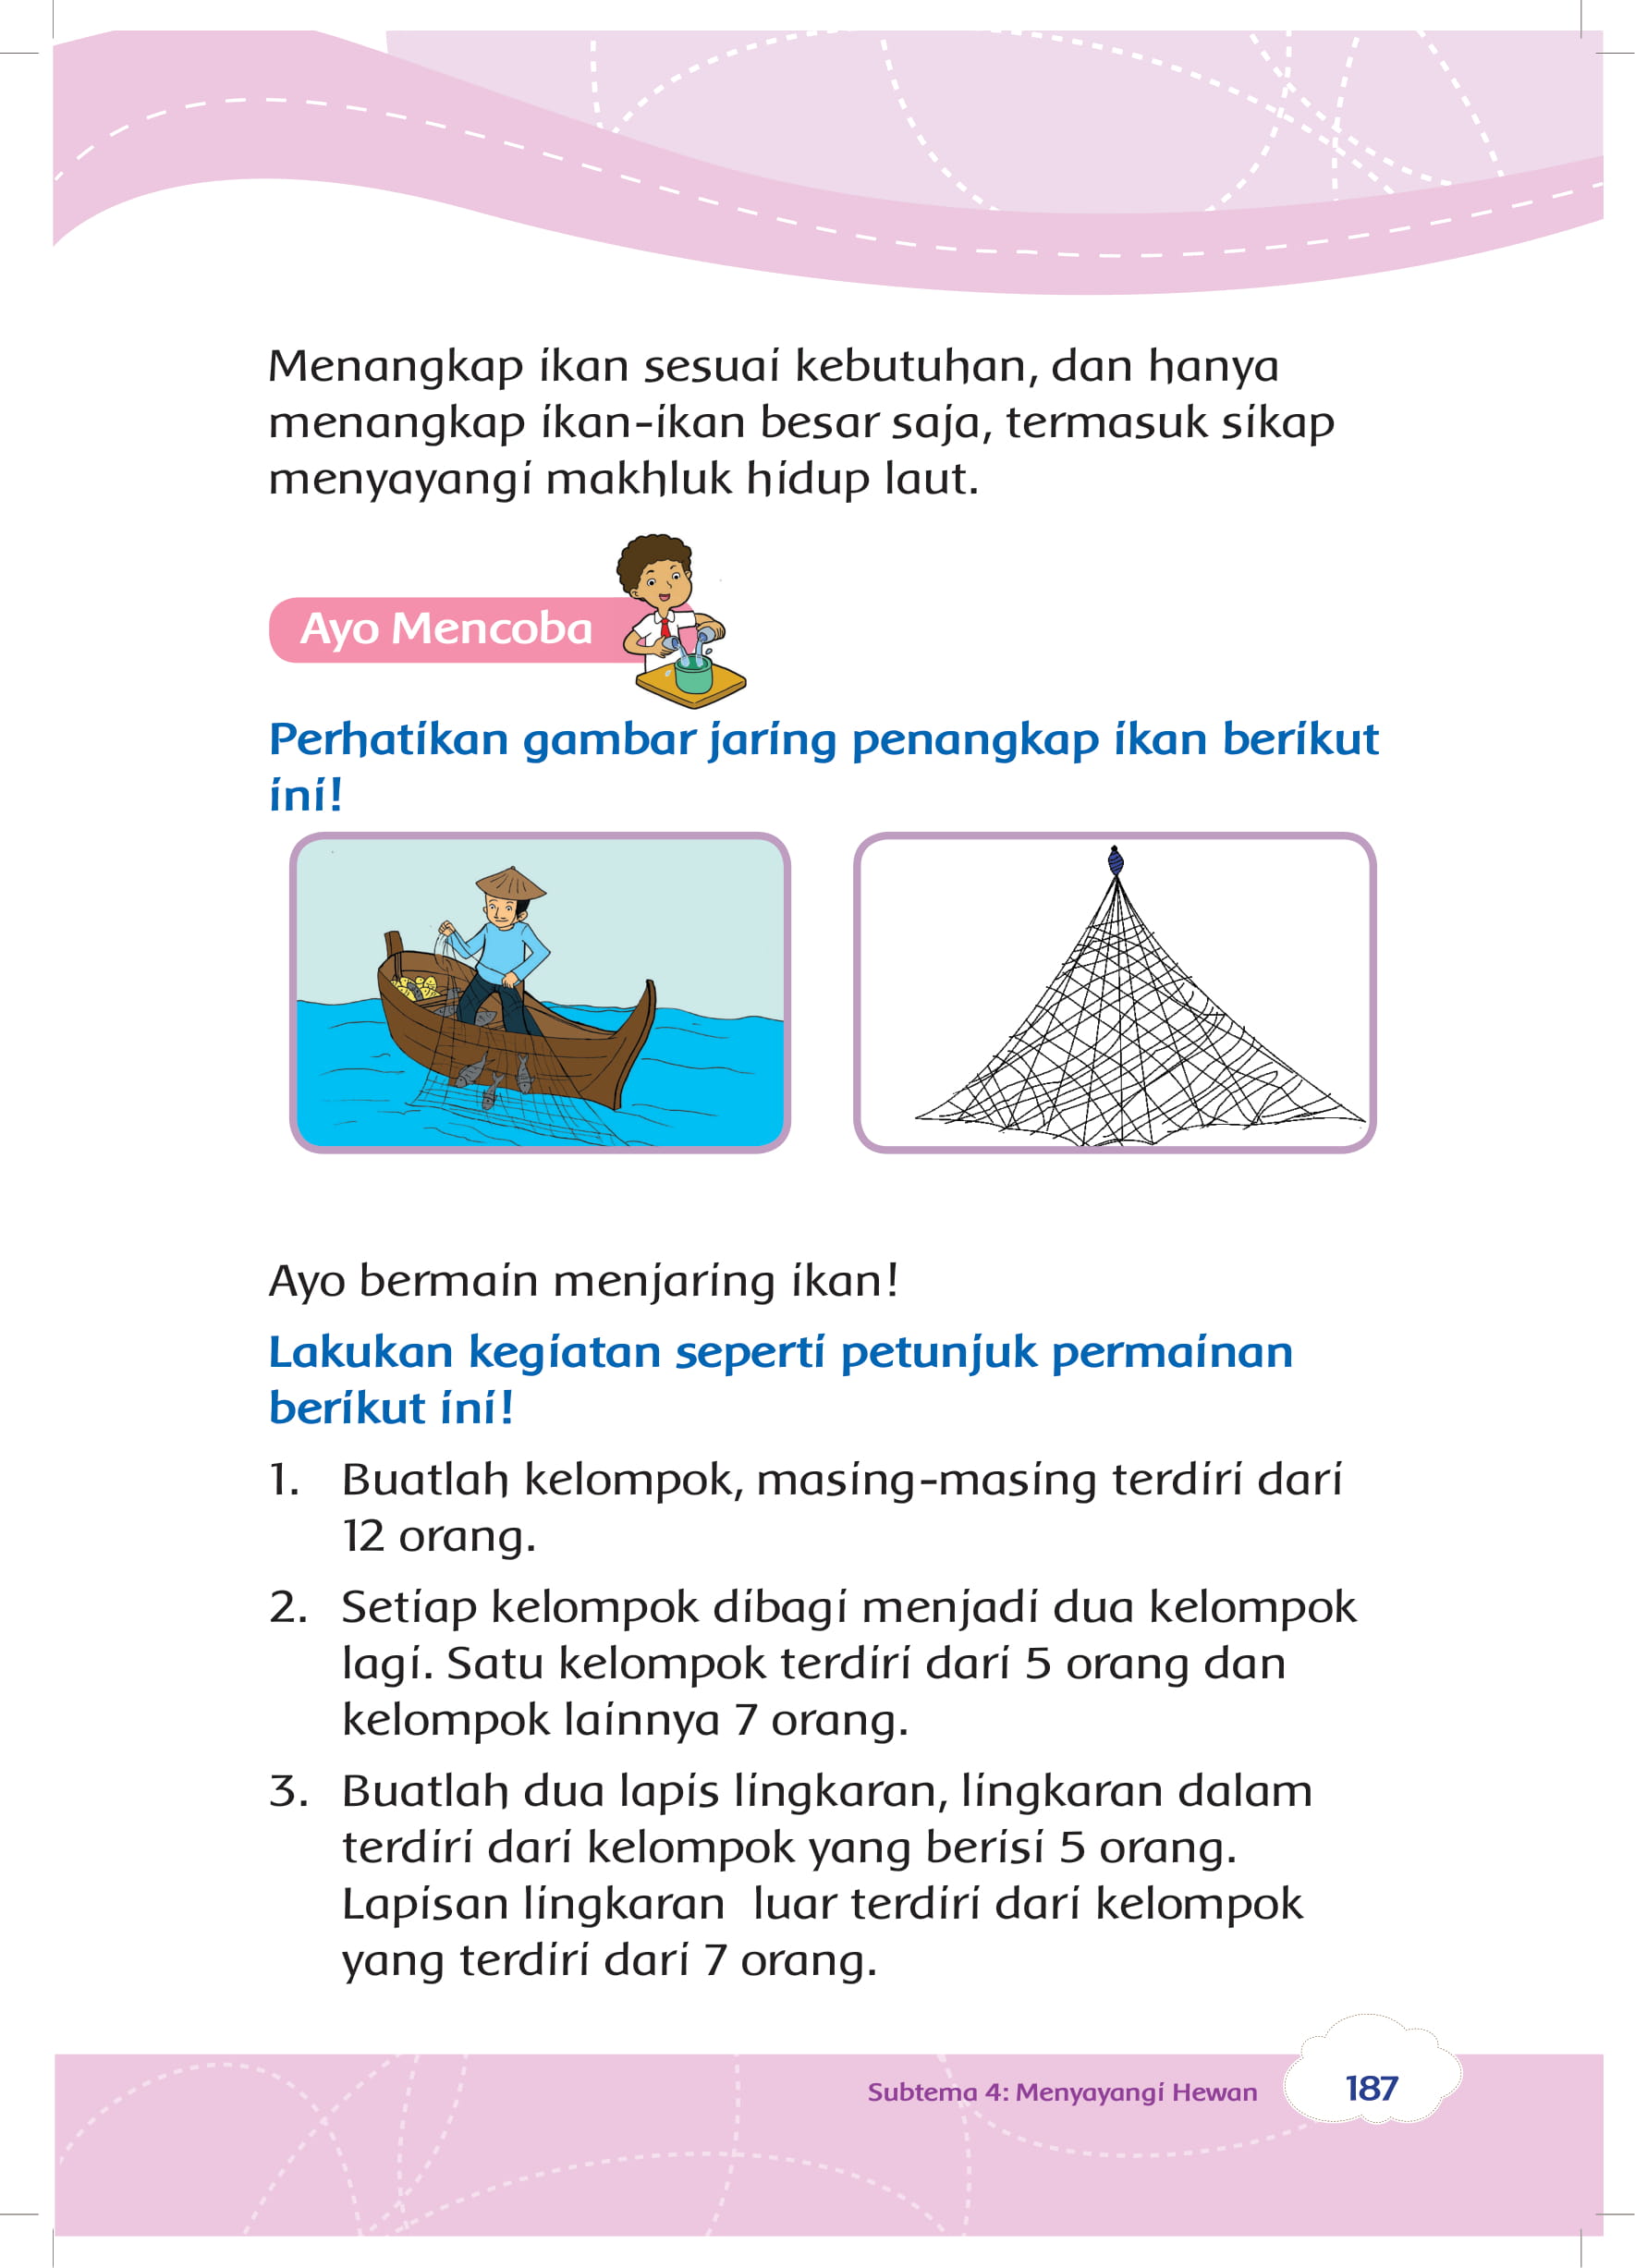 Menangkap ikan sesuai kebutuhan, dan hanya
menangkap ikan-ikan besar saja, termasuk sikap
menyayangi makhluk hidup laut.
Ayo Mencoba
Perhatikan gambar jaring penangkap ikan berikut
ini!
Ayo bermain menjaring ikan!
Lakukan kegiatan seperti petunjuk permainan
berikut ini!
1. Buatlah kelompok, masing-masing terdiri dari
12 orang.
2. Setiap kelompok dibagi menjadi dua kelompok
lagi. Satu kelompok terdiri dari 5 orang dan
kelompok lainnya 7 orang.
3. Buatlah dua lapis lingkaran, lingkaran dalam
terdiri dari kelompok yang berisi 5 orang.
Lapisan lingkaran luar terdiri dari kelompok
yang terdiri dari 7 orang.
Subtema 4: Menyayangi Hewan
187